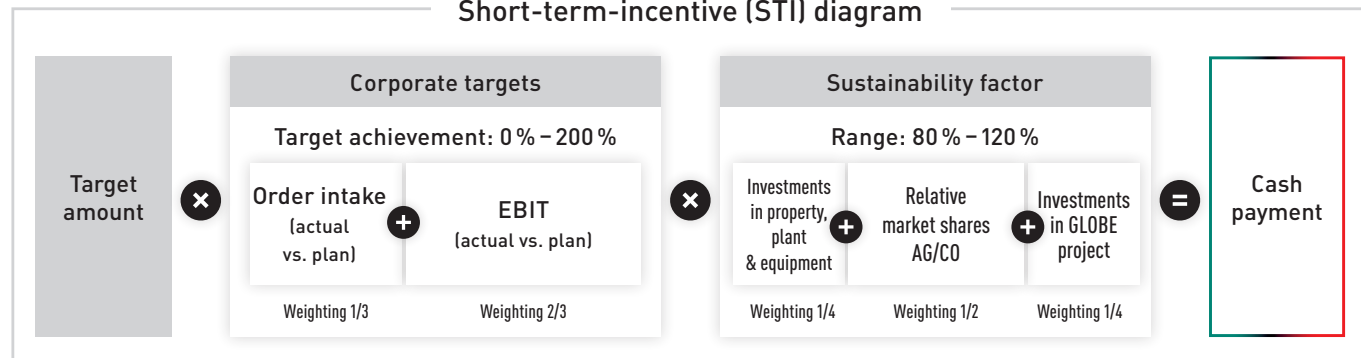 Short-term-incentive (STI) diagram
Target
amount
×
Corporate targets
Target achievement: 0 % – 200 %
Order intake
(actual
vs. plan)
+
EBIT
(actual vs. plan)
Weighting 1/3
Weighting 2/3
×
Sustainability factor
Range: 80 % – 120 %
Investments
in property,
plant
& equipment
+
Relative
market shares
AG/CO
+
Investments
in GLOBE
project
Weighting 1/4
Weighting 1/2
Weighting 1/4
=
Cash
payment